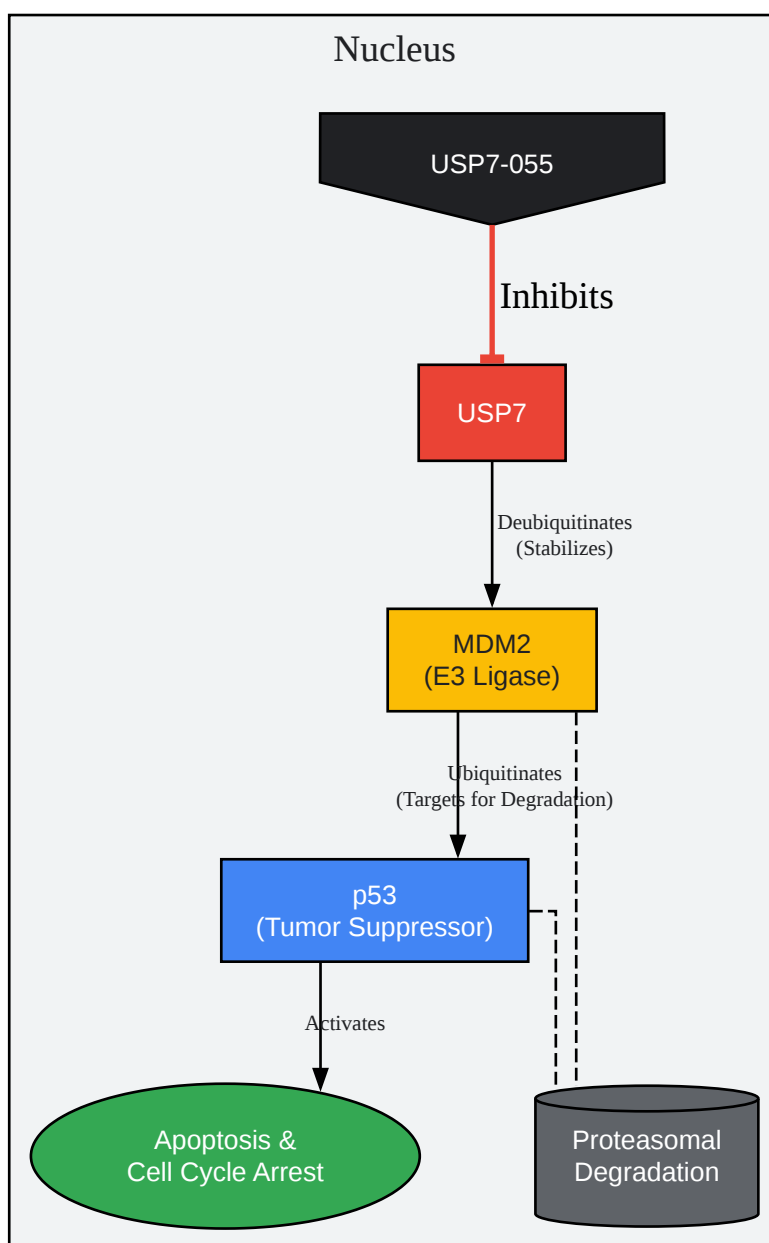 Nucleus
USP7-055
Inhibits
USP7
Deubiquitinates
(Stabilizes)
MDM2
(E3 Ligase)
Ubiquitinates
(Targets for Degradation)
p53
(Tumor Suppressor)
Activates
Apoptosis &
Cell Cycle Arrest
Proteasomal
Degradation